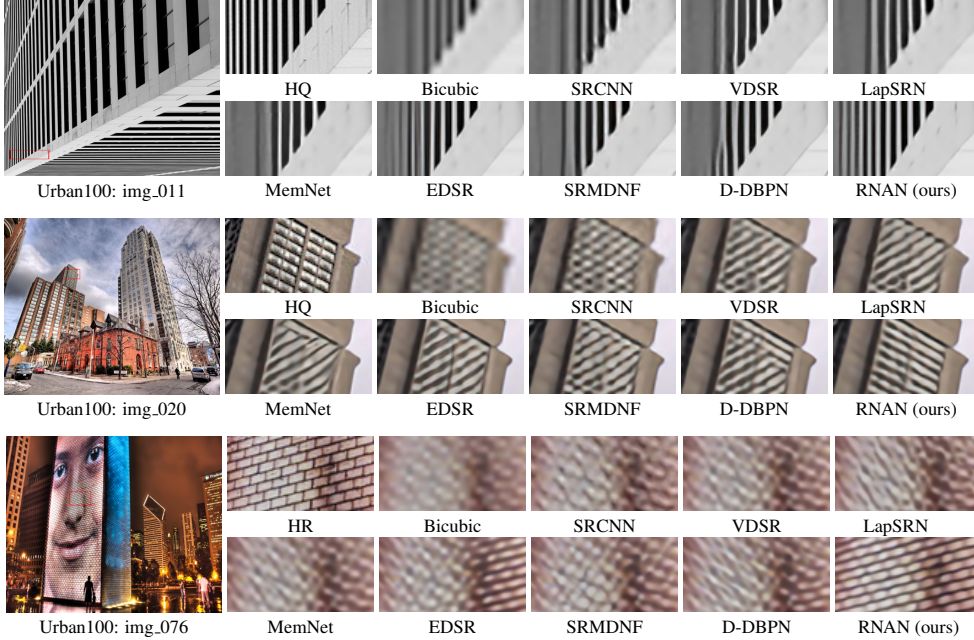 HQ Bicubic SRCNN VDSR LapSRN
Urban100: img_011 MemNet EDSR SRMDNF D-DBPN RNAN (ours)
HQ Bicubic SRCNN VDSR LapSRN
Urban100: img_020 MemNet EDSR SRMDNF D-DBPN RNAN (ours)
HR Bicubic SRCNN VDSR LapSRN
Urban100: img_076 MemNet EDSR SRMDNF D-DBPN RNAN (ours)